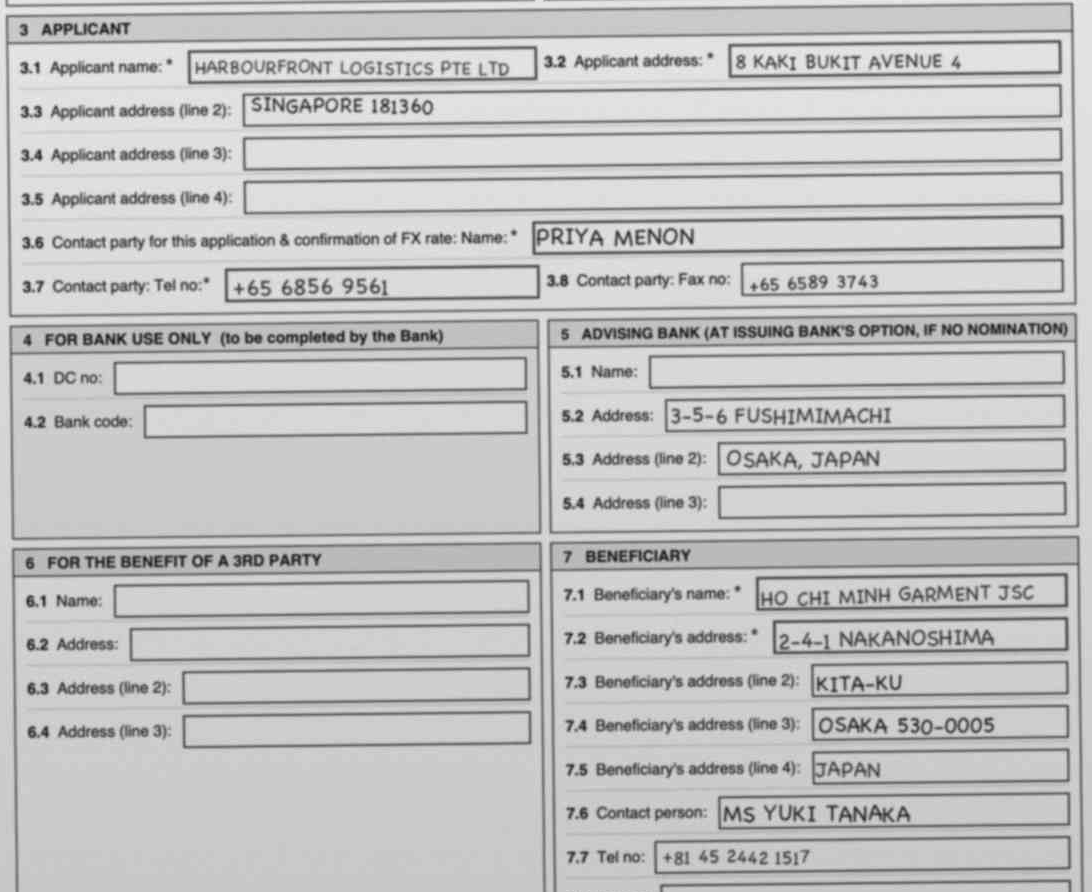 3 APPLICANT
3.1 Applicant name: * HARBOURFRONT LOGISTICS PTE LTD 3.2 Applicant address: * 8 KAKI BUKIT AVENUE 4
3.3 Applicant address (line 2): SINGAPORE 181360
3.4 Applicant address (line 3):
3.5 Applicant address (line 4):
3.6 Contact party for this application & confirmation of FX rate: Name: * PRIYA MENON
3.7 Contact party: Tel no:* +65 6856 9561 3.8 Contact party: Fax no: +65 6589 3743
4 FOR BANK USE ONLY (to be completed by the Bank)
4.1 DC no:
4.2 Bank code:
5 ADVISING BANK (AT ISSUING BANK'S OPTION, IF NO NOMINATION)
5.1 Name:
5.2 Address: 3-5-6 FUSHIMIMACHI
5.3 Address (line 2): OSAKA, JAPAN
5.4 Address (line 3):
6 FOR THE BENEFIT OF A 3RD PARTY
6.1 Name:
6.2 Address:
6.3 Address (line 2):
6.4 Address (line 3):
7 BENEFICIARY
7.1 Beneficiary's name: * HO CHI MINH GARMENT JSC
7.2 Beneficiary's address: * 2-4-1 NAKANOSHIMA
7.3 Beneficiary's address (line 2): KITA-KU
7.4 Beneficiary's address (line 3): OSAKA 530-0005
7.5 Beneficiary's address (line 4): JAPAN
7.6 Contact person: MS YUKI TANAKA
7.7 Tel no: +81 45 2442 1517